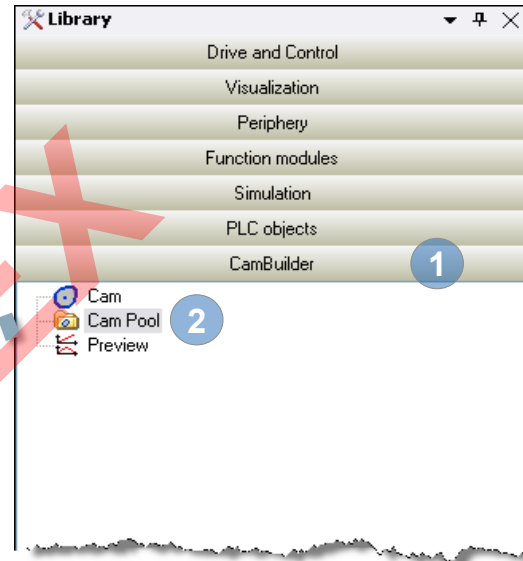 Library
Drive and Control
Visualization
Periphery
Function modules
Simulation
PLC objects
CamBuilder
1
Cam
Cam Pool
2
Preview